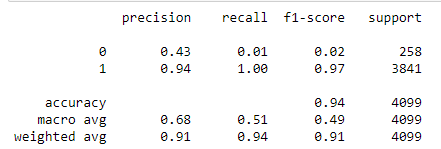 precision recall f1-score support
0 0.43 0.01 0.02 258
1 0.94 1.00 0.97 3841
accuracy 0.94 4099
macro avg 0.68 0.51 0.49 4099
weighted avg 0.91 0.94 0.91 4099